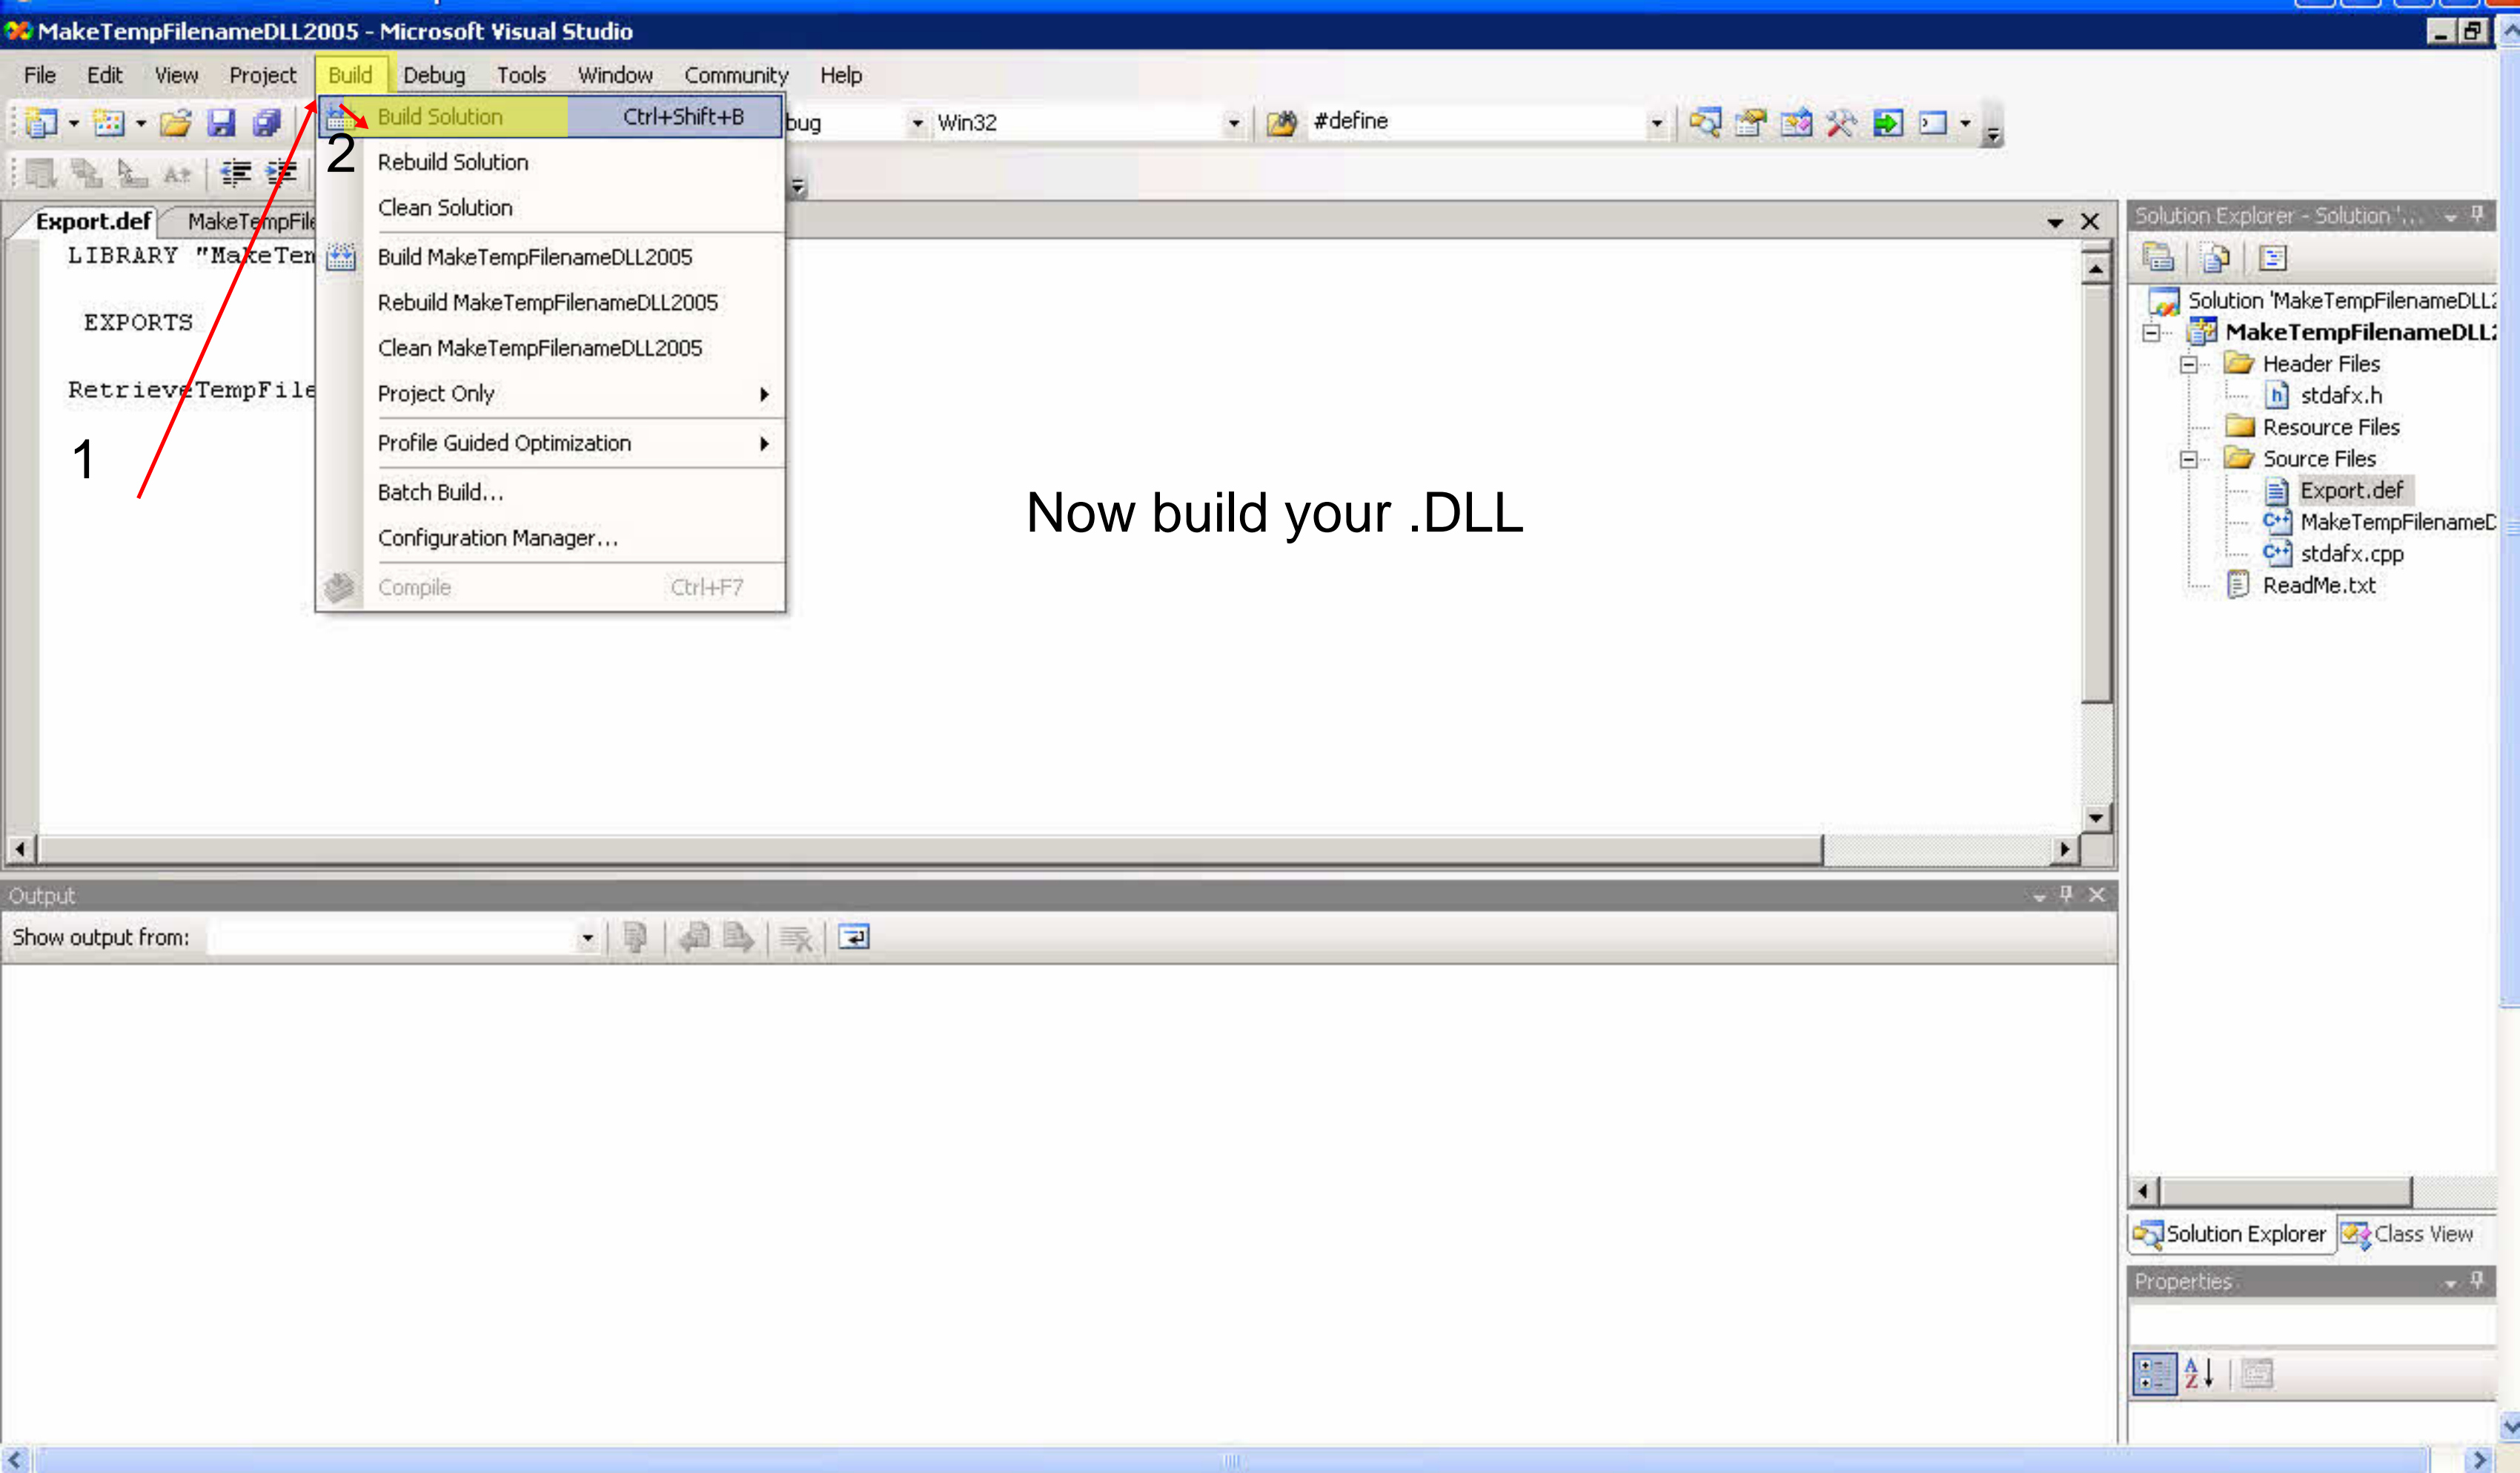 MakeTempFilenameDLL2005 - Microsoft Visual Studio
File Edit View Project Build Debug Tools Window Community Help
Build Solution Ctrl+Shift+B
bug Win32 #define
2
Rebuild Solution
Clean Solution
Build MakeTempFilenameDLL2005
Rebuild MakeTempFilenameDLL2005
Clean MakeTempFilenameDLL2005
Project Only
Profile Guided Optimization
Batch Build...
Configuration Manager...
Compile Ctrl+F7
Export.def MakeTempFile
LIBRARY "MakeTem
EXPORTS
RetrieveTempFile
1
Now build your .DLL
Solution Explorer - Solution '...
Solution 'MakeTempFilenameDLL2
MakeTempFilenameDLL2
Header Files
stdafx.h
Resource Files
Source Files
Export.def
MakeTempFilenameD
stdafx.cpp
ReadMe.txt
Output
Show output from:
Solution Explorer Class View
Properties